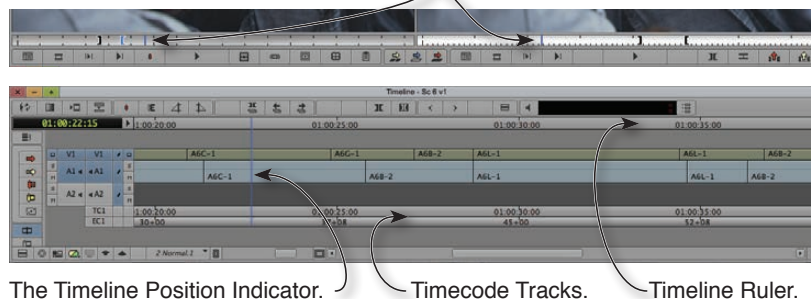 Timeline - Sc 6 v1
01:00:22:15
1:00:20:00 01:00:25:00 01:00:30:00 01:00:35:00
V1 V1 A6C-1 A6C-1 A6B-2 A6L-1 A6L-1 A6B-2
A1 A1 A6C-1 A6B-2 A6L-1 A6L-1 A6B-2
A2 A2
TC1 1:00:20:00 01:00:25:00 01:00:30:00 01:00:35:00
EC1 30+00 45+00 52+08
2 Normal.1
The Timeline Position Indicator. Timecode Tracks. Timeline Ruler.